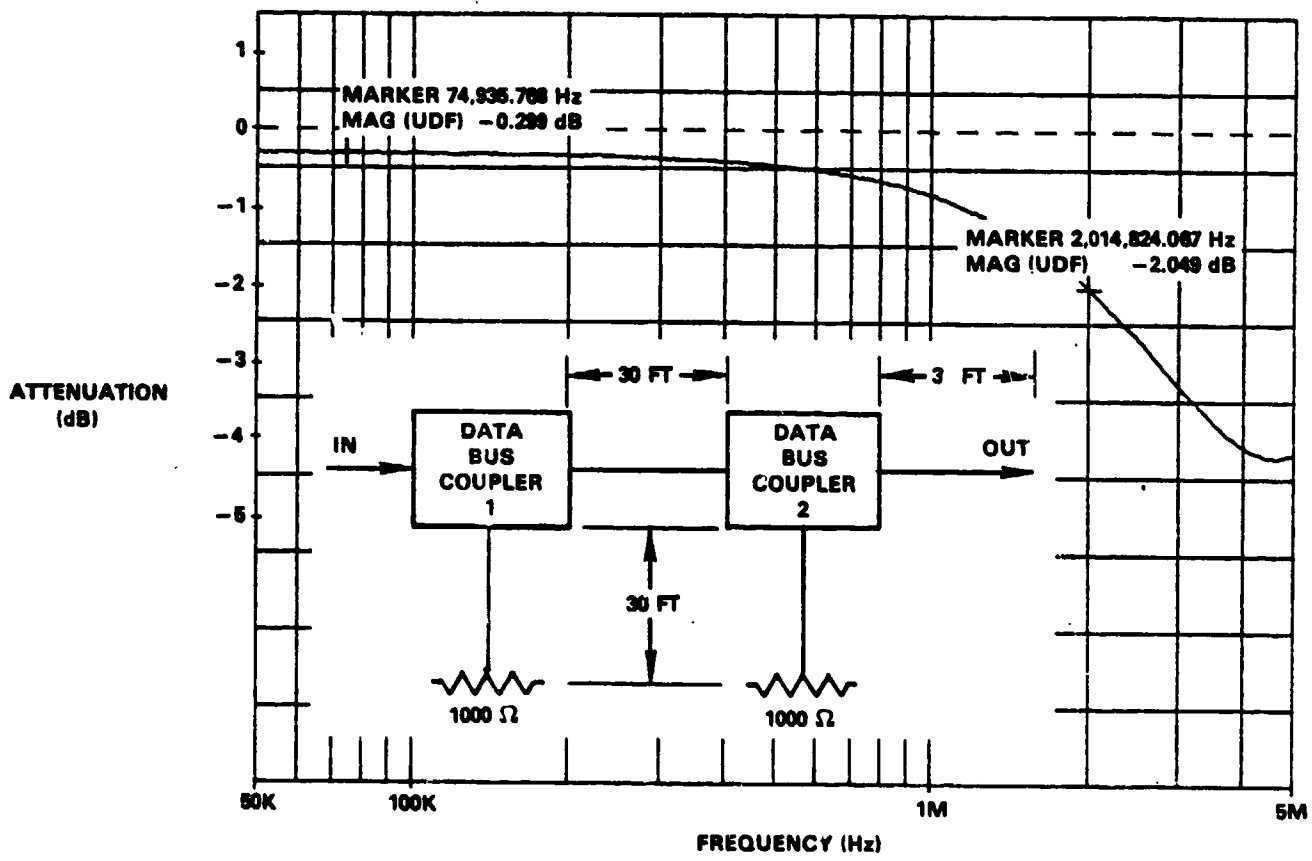 1
MARKER 74,935.768 Hz
MAG (UDF) −0.299 dB
0
−1
MARKER 2,014,824.067 Hz
MAG (UDF) −2.049 dB
−2
−3
ATTENUATION
(dB)
−4
−5
30 FT
3 FT
IN
DATA
BUS
COUPLER
1
DATA
BUS
COUPLER
2
OUT
30 FT
1000 Ω
1000 Ω
50K
100K
1M
5M
FREQUENCY (Hz)